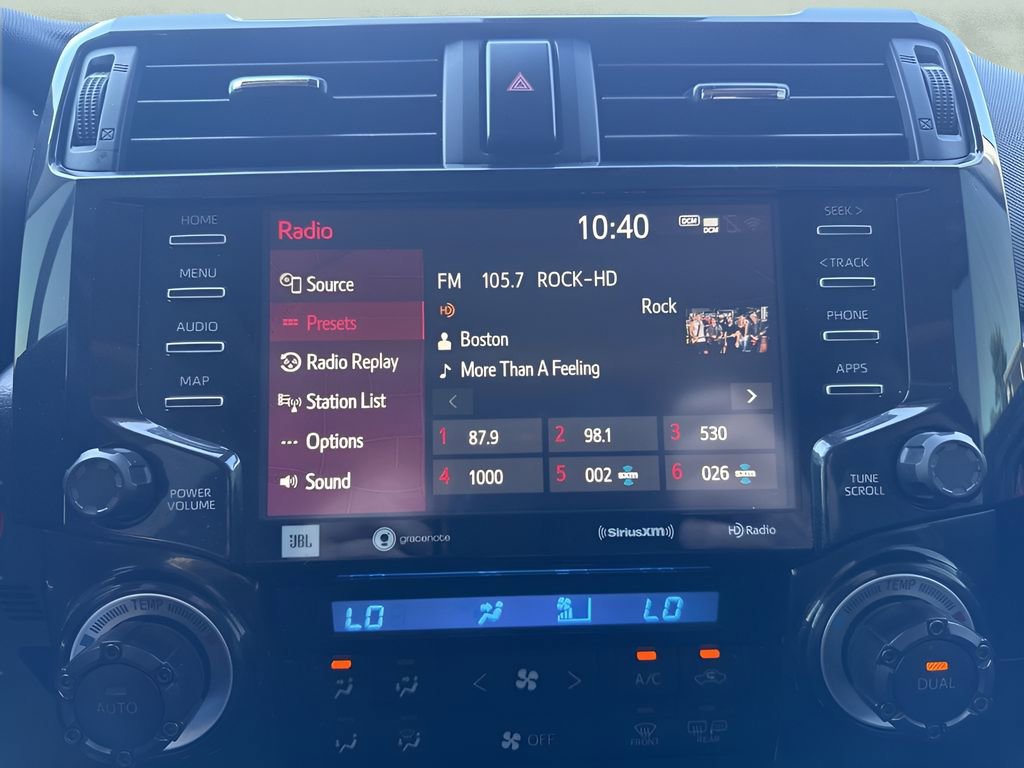 HOME
MENU
AUDIO
MAP
POWER
VOLUME
Radio
10:40
DCM
DCM
Source
Presets
Radio Replay
Station List
Options
Sound
FM 105.7 ROCK-HD
HD
Rock
Boston
More Than A Feeling
<
>
1 87.9
2 98.1
3 530
4 1000
5 002
6 026
SEEK >
< TRACK
PHONE
APPS
TUNE
SCROLL
JBL
gracenote
((SiriusXM))
HD Radio
LO
LO
TEMP
AUTO
< >
A/C
OFF
FRONT
REAR
TEMP
DUAL